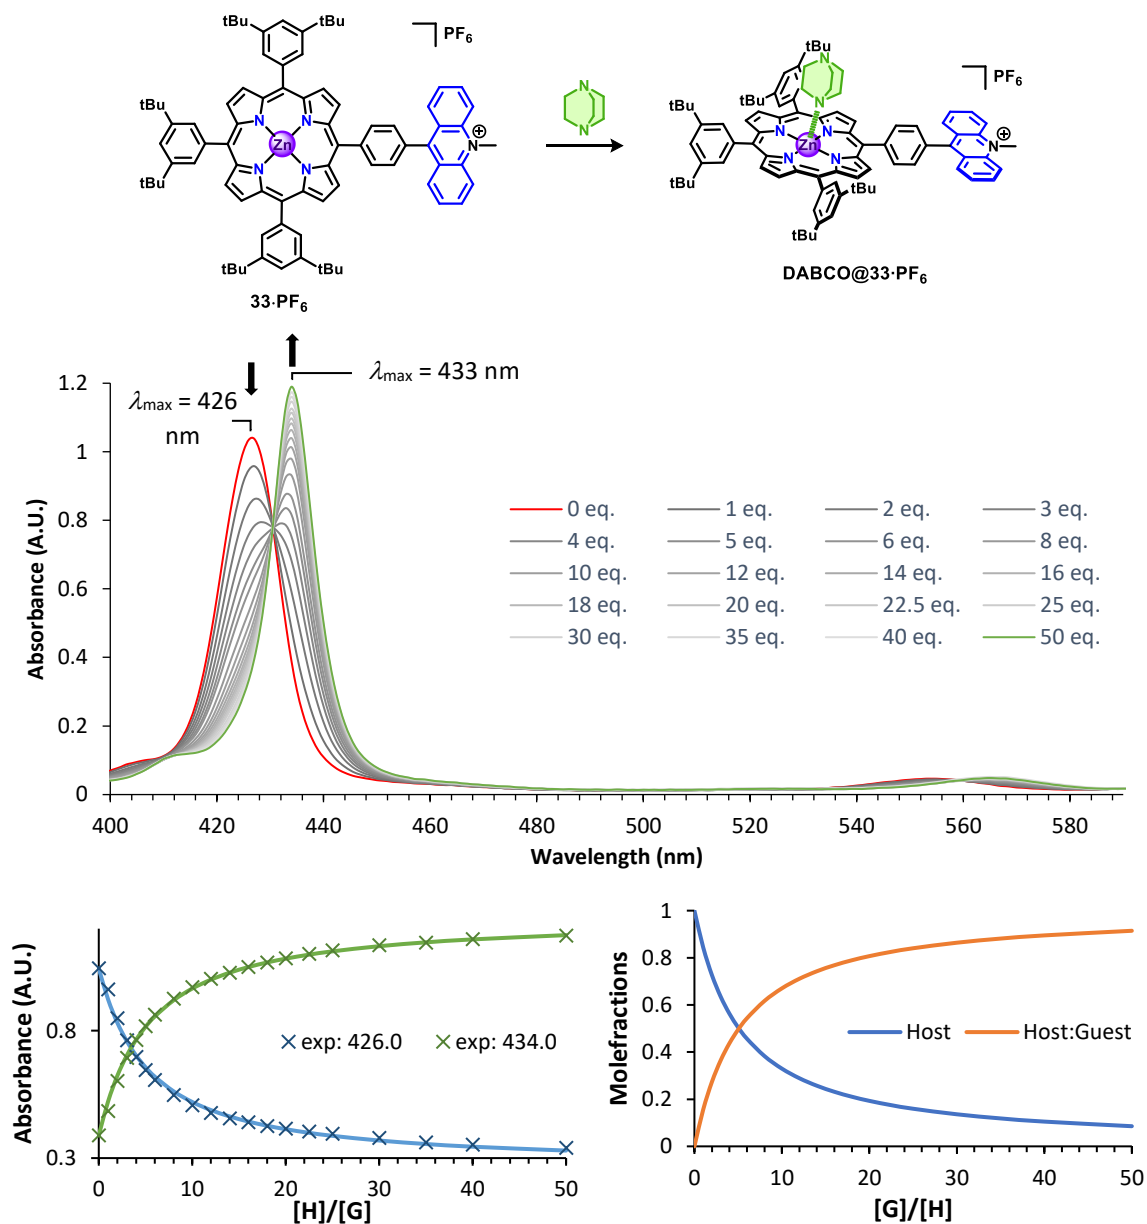 tBu
tBu
PF6
tBu
tBu
N
N
Zn
N
N
N
+
tBu
tBu
33·PF6
N
N
tBu
N
tBu
N
PF6
tBu
N
N
Zn
N
N
N
+
tBu
tBu
tBu
DABCO@33·PF6
λmax = 426
nm
λmax = 433 nm
Absorbance (A.U.)
1.2
1
0.8
0.6
0.4
0.2
0
400
420
440
460
480
500
520
540
560
580
Wavelength (nm)
0 eq.
1 eq.
2 eq.
3 eq.
4 eq.
5 eq.
6 eq.
8 eq.
10 eq.
12 eq.
14 eq.
16 eq.
18 eq.
20 eq.
22.5 eq.
25 eq.
30 eq.
35 eq.
40 eq.
50 eq.
Absorbance (A.U.)
0.8
0.3
exp: 426.0
exp: 434.0
0
10
20
30
40
50
[H]/[G]
Molefractions
1
0.8
0.6
0.4
0.2
0
Host
Host:Guest
0
10
20
30
40
50
[G]/[H]